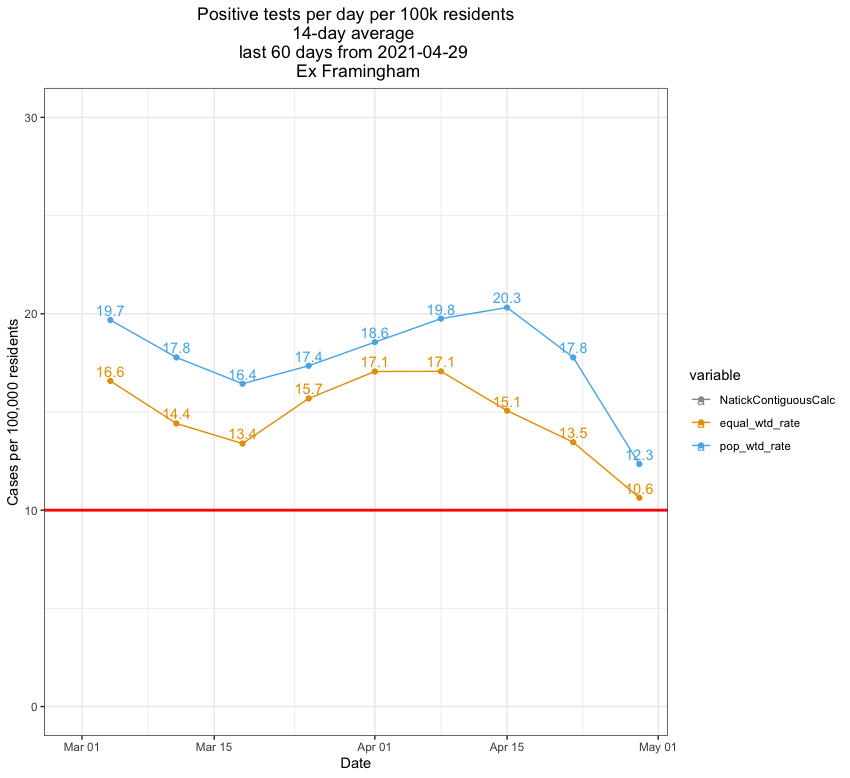 Positive tests per day per 100k residents
14-day average
last 60 days from 2021-04-29
Ex Framingham
Cases per 100,000 residents
30
20
10
0
19.7
17.8
16.4
17.4
18.6
19.8
20.3
17.8
12.3
16.6
14.4
13.4
15.7
17.1
17.1
15.1
13.5
10.6
Mar 01
Mar 15
Apr 01
Apr 15
May 01
Date
variable
a NatickContiguousCalc
a equal_wtd_rate
a pop_wtd_rate